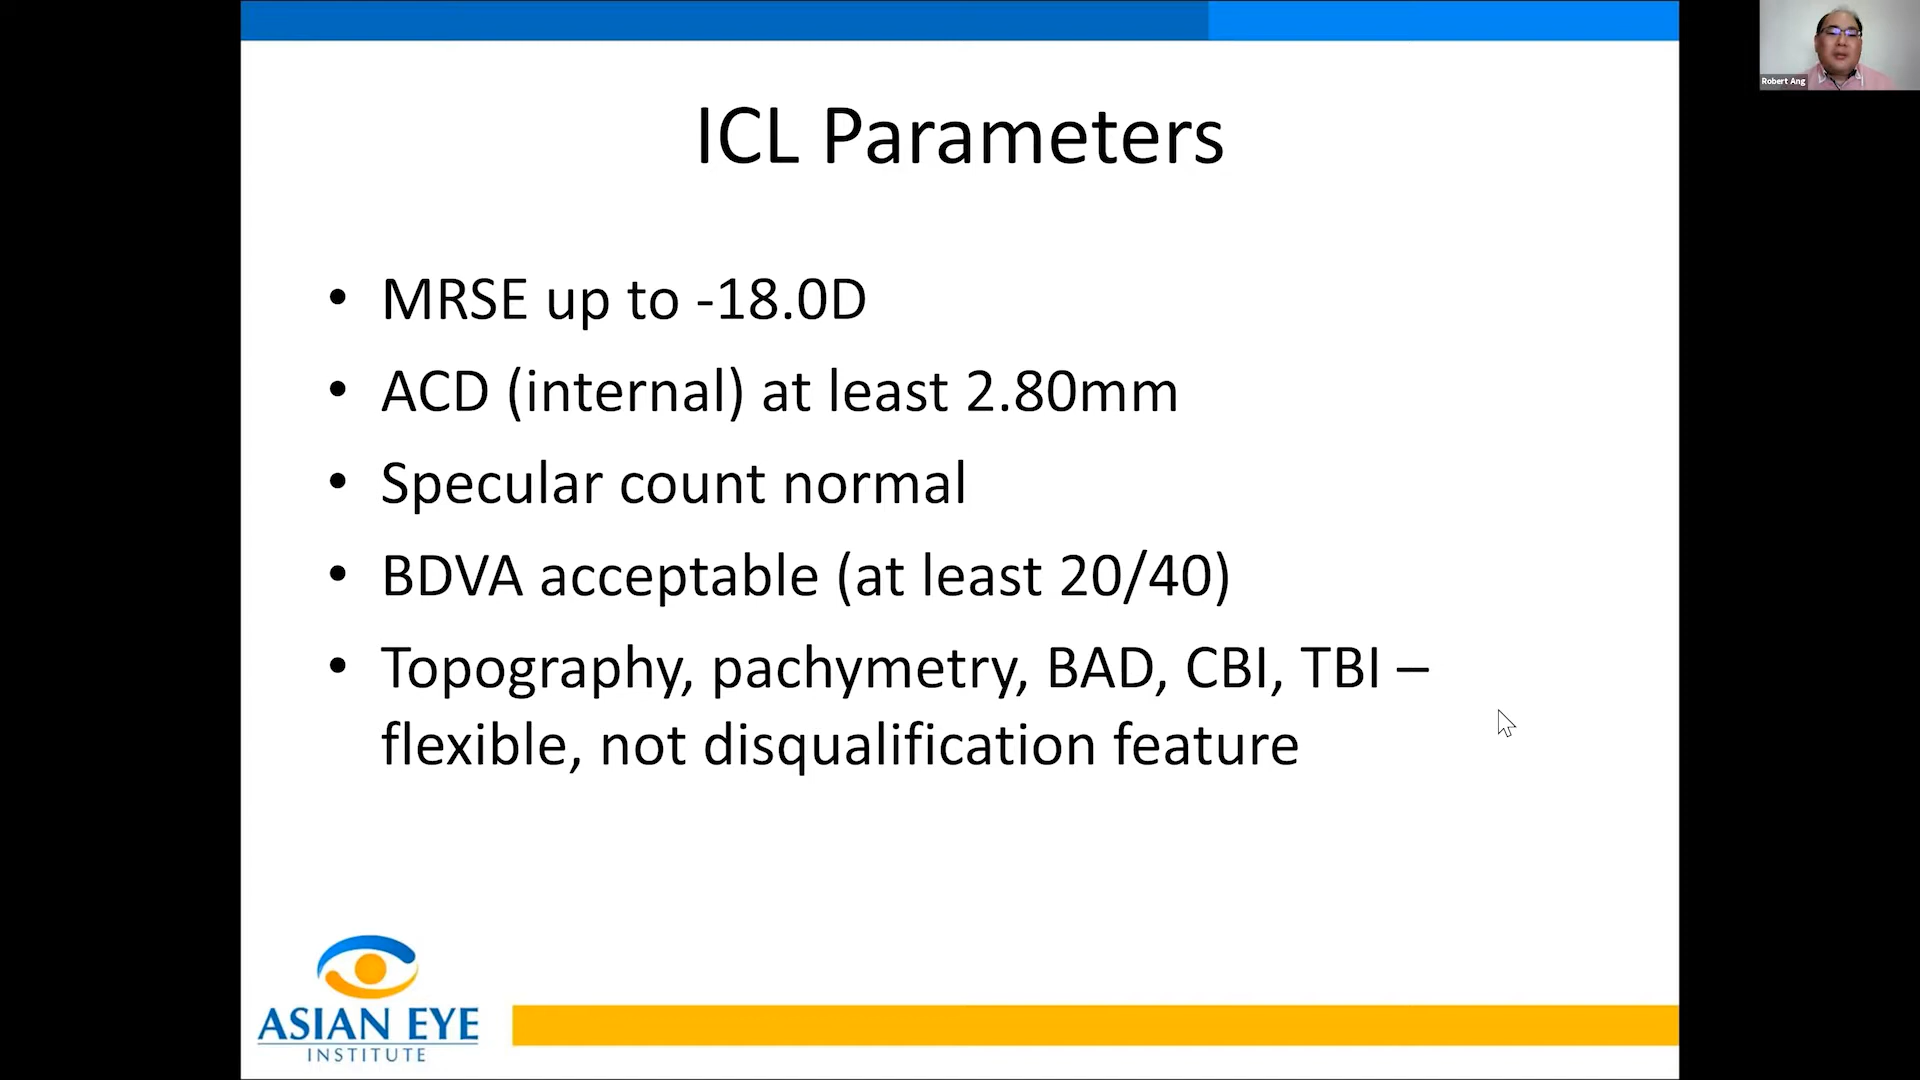 Robert Ang
ICL Parameters
• MRSE up to -18.0D
• ACD (internal) at least 2.80mm
• Specular count normal
• BDVA acceptable (at least 20/40)
• Topography, pachymetry, BAD, CBI, TBI –
flexible, not disqualification feature
ASIAN EYE
INSTITUTE